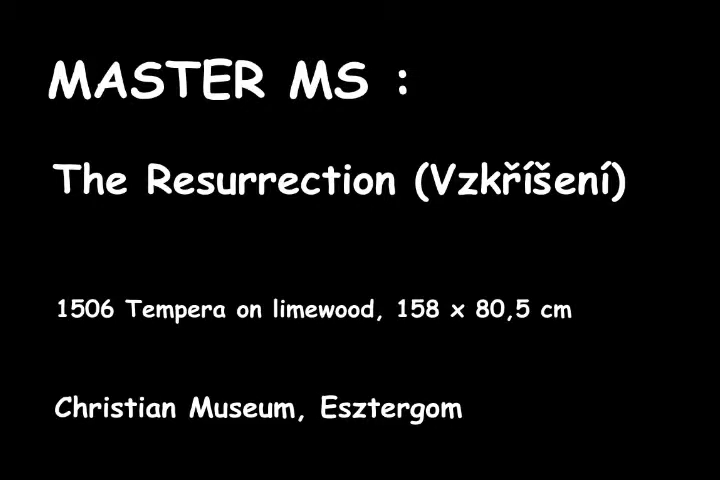 MASTER MS :
The Resurrection (Vzkříšení)
1506 Tempera on limewood, 158 x 80,5 cm
Christian Museum, Esztergom